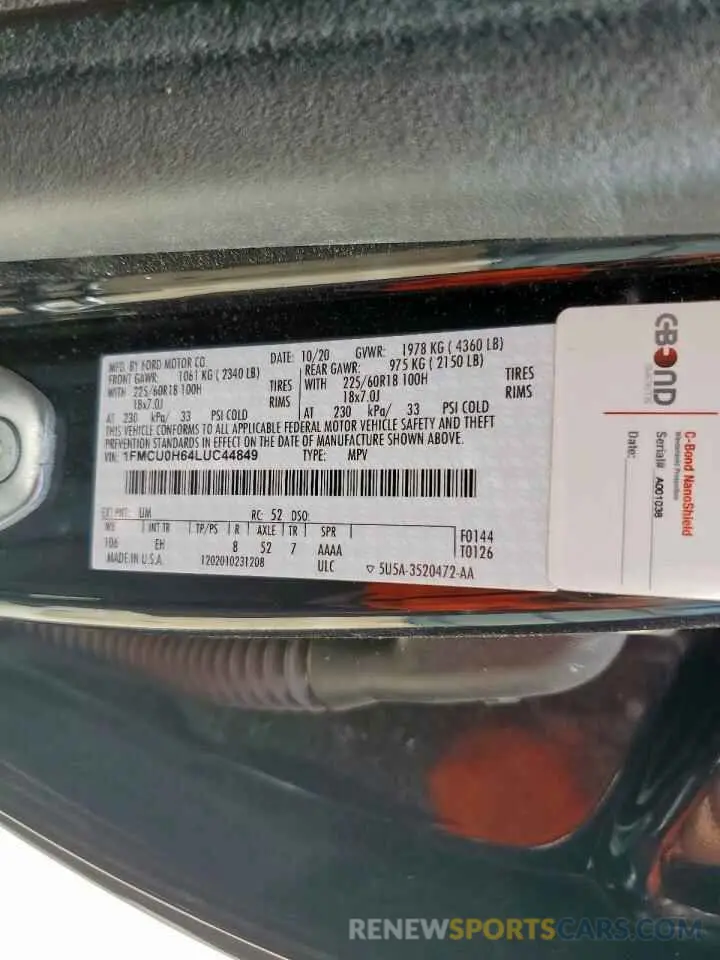 MFD. BY FORD MOTOR CO.
DATE: 10/20 GVWR: 1978 KG ( 4360 LB)
FRONT GAWR: 1061 KG ( 2340 LB)
WITH 225/60R18 100H TIRES
18x7.0J RIMS
AT 230 kPa/ 33 PSI COLD
REAR GAWR: 975 KG ( 2150 LB)
WITH 225/60R18 100H TIRES
18x7.0J RIMS
AT 230 kPa/ 33 PSI COLD
THIS VEHICLE CONFORMS TO ALL APPLICABLE FEDERAL MOTOR VEHICLE SAFETY AND THEFT
PREVENTION STANDARDS IN EFFECT ON THE DATE OF MANUFACTURE SHOWN ABOVE.
VIN: 1FMCU0H64LUC44849 TYPE: MPV
EXT PNT: UM RC: 52 DSO:
WB INT TR TP/PS R AXLE TR SPR
106 EH 8 52 7 AAAA
F0144
T0126
MADE IN U.S.A. 1202010231208 ULC
5U5A-3520472-AA
C-BOND
C-Bond NanoShield
Windshield Protection
Serial# A001038
Date:
RENEWSPORTSCARS.COM